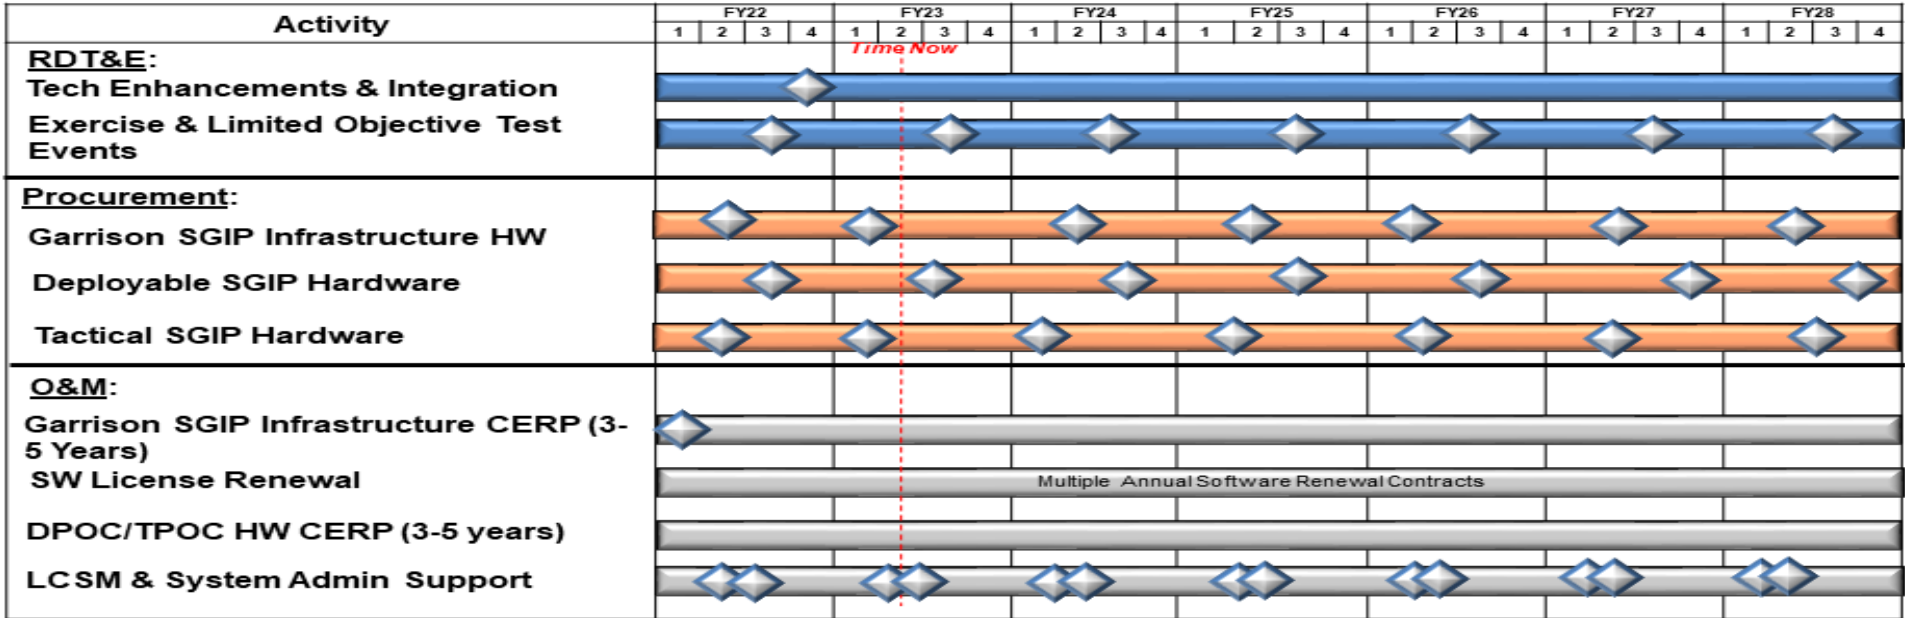 Activity
FY22 FY23 FY24 FY25 FY26 FY27 FY28
1 2 3 4 1 2 3 4 1 2 3 4 1 2 3 4 1 2 3 4 1 2 3 4 1 2 3 4
Time Now
RDT&E:
Tech Enhancements & Integration
Exercise & Limited Objective Test
Events
Procurement:
Garrison SGIP Infrastructure HW
Deployable SGIP Hardware
Tactical SGIP Hardware
O&M:
Garrison SGIP Infrastructure CERP (3-
5 Years)
SW License Renewal
Multiple Annual Software Renewal Contracts
DPOC/TPOC HW CERP (3-5 years)
LCSM & System Admin Support